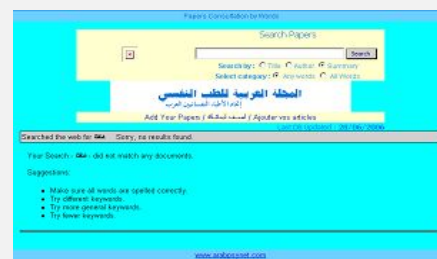 Papers Consultation by Words
Search Papers
Search
Search by: Title Author Summary
Select category: Any words All Words
المجلة العربية للطب النفسي
Add Your Papers / أضف أبحاثك / Ajouter vos articles
Last DB Updated : 28/06/2006
Searched the web for Sorry, no results found.
Your Search - - did not match any documents.
Suggestions:
Make sure all words are spelled correctly.
Try different keywords.
Try more general keywords.
Try fewer keywords.
www.arabpsynet.com